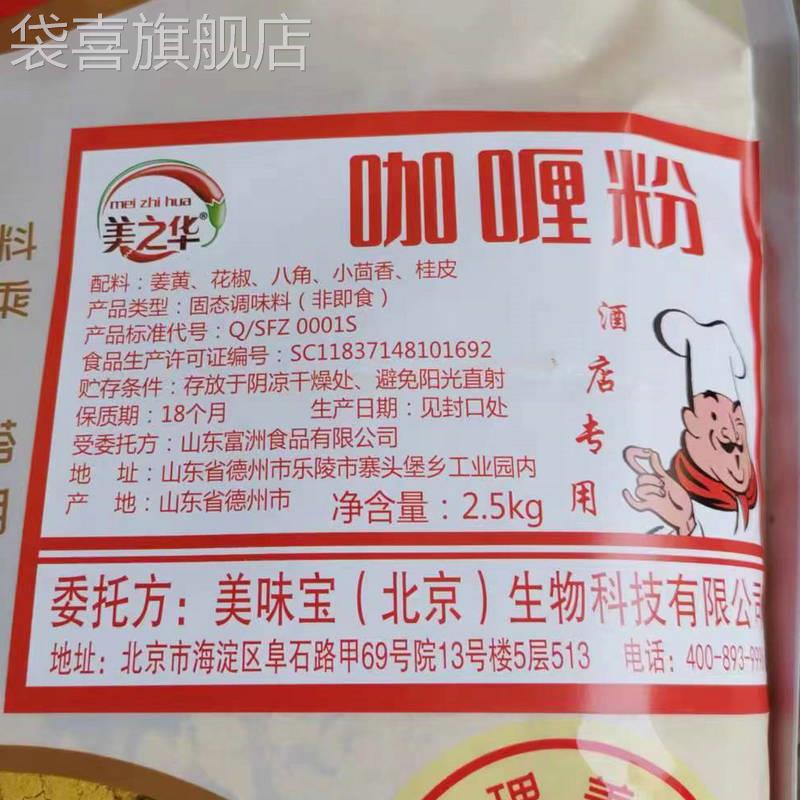 袋喜旗舰店
mei zhi hua
美之华®
咖喱粉
配料：姜黄、花椒、八角、小茴香、桂皮
产品类型：固态调味料（非即食）
产品标准代号：Q/SFZ 0001S
食品生产许可证编号：SC11837148101692
贮存条件：存放于阴凉干燥处、避免阳光直射
保质期：18个月 生产日期：见封口处
受委托方：山东富洲食品有限公司
地 址：山东省德州市乐陵市寨头堡乡工业园内
产 地：山东省德州市 净含量：2.5kg
酒店专用
委托方：美味宝（北京）生物科技有限公司
地址：北京市海淀区阜石路甲69号院13号楼5层513 电话：400-893-99
料